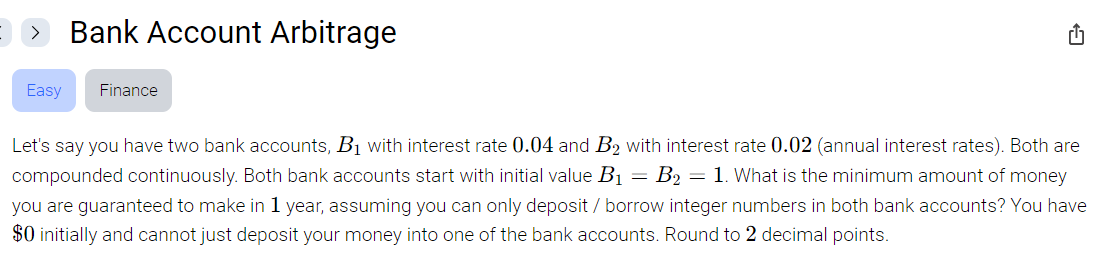 Bank Account Arbitrage
Easy Finance
Let's say you have two bank accounts, B₁ with interest rate 0.04 and B₂ with interest rate 0.02 (annual interest rates). Both are
compounded continuously. Both bank accounts start with initial value B₁ = B₂ = 1. What is the minimum amount of money
you are guaranteed to make in 1 year, assuming you can only deposit / borrow integer numbers in both bank accounts? You have
$0 initially and cannot just deposit your money into one of the bank accounts. Round to 2 decimal points.